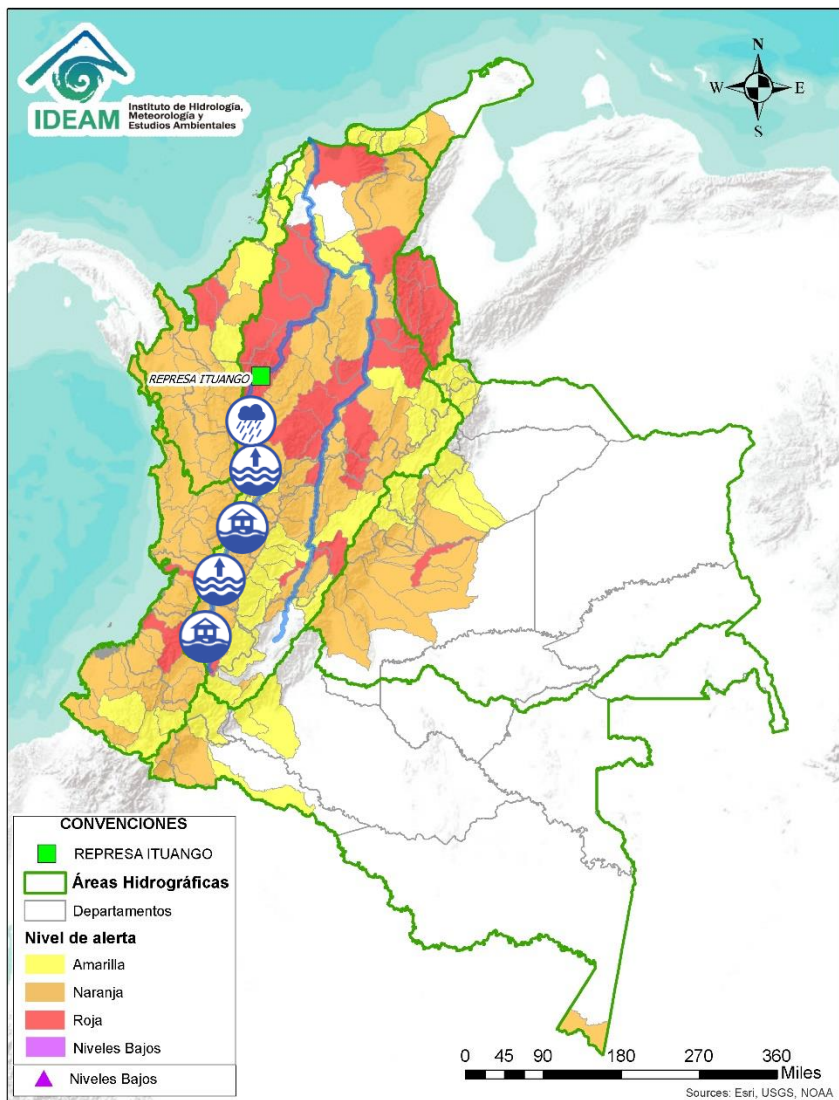 IDEAM
Instituto de Hidrología,
Meteorología y
Estudios Ambientales
N
W
E
S
REPRESA ITUANGO
CONVENCIONES
REPRESA ITUANGO
Áreas Hidrográficas
Departamentos
Nivel de alerta
Amarilla
Naranja
Roja
Niveles Bajos
Niveles Bajos
0 45 90 180 270 360
Miles
Sources: Esri, USGS, NOAA